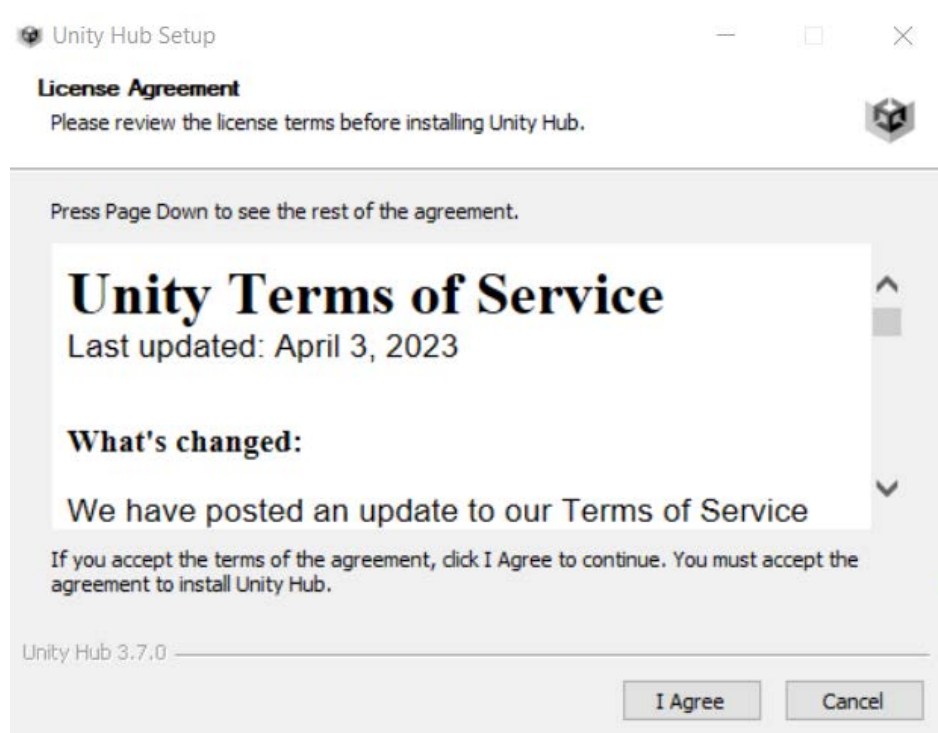 Unity Hub Setup
License Agreement
Please review the license terms before installing Unity Hub.
Press Page Down to see the rest of the agreement.
Unity Terms of Service
Last updated: April 3, 2023
What's changed:
We have posted an update to our Terms of Service
If you accept the terms of the agreement, click I Agree to continue. You must accept the
agreement to install Unity Hub.
Unity Hub 3.7.0
I Agree
Cancel